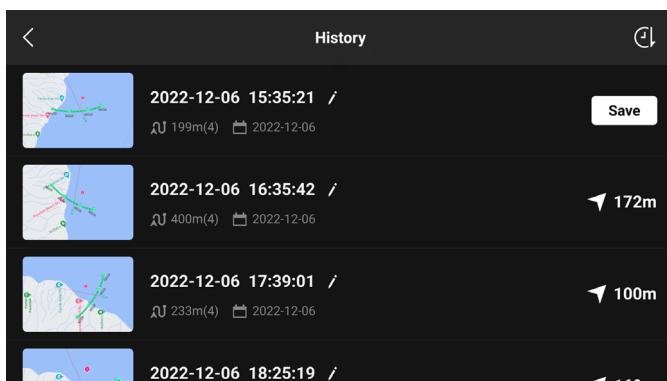 History
2022-12-06 15:35:21
199m(4) 2022-12-06
Save
2022-12-06 16:35:42
400m(4) 2022-12-06
172m
2022-12-06 17:39:01
233m(4) 2022-12-06
100m
2022-12-06 18:25:19